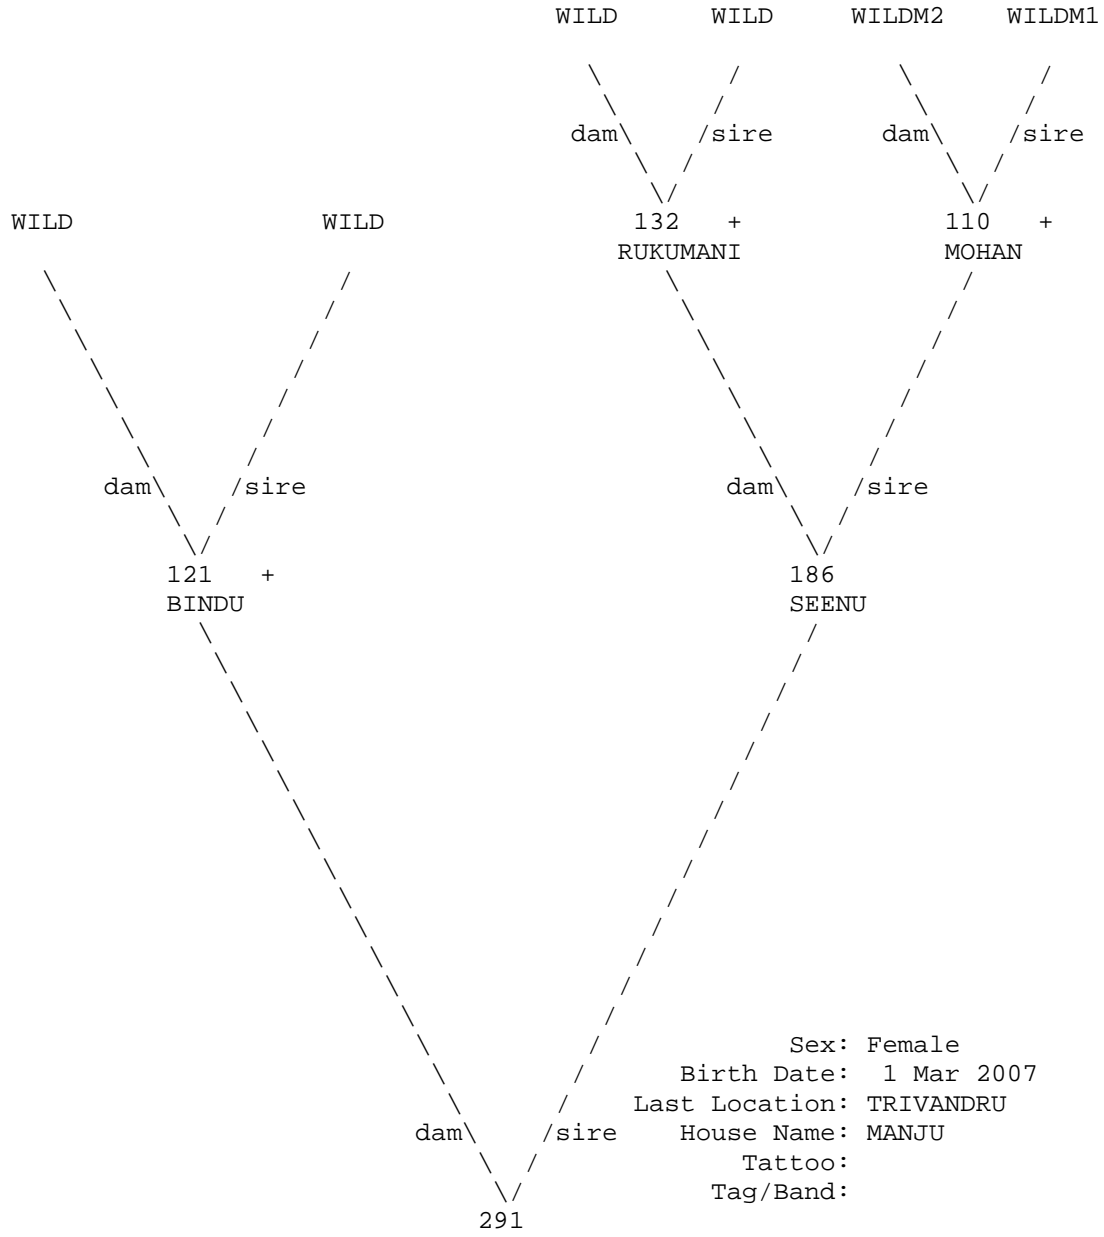 WILD WILD WILDM2 WILDM1
dam sire dam sire
WILD WILD 132 + 110 +
RUKUMANI MOHAN
dam sire dam sire
121 + 186
BINDU SEENU
Sex: Female
Birth Date: 1 Mar 2007
Last Location: TRIVANDRU
dam sire House Name: MANJU
Tattoo:
Tag/Band:
291